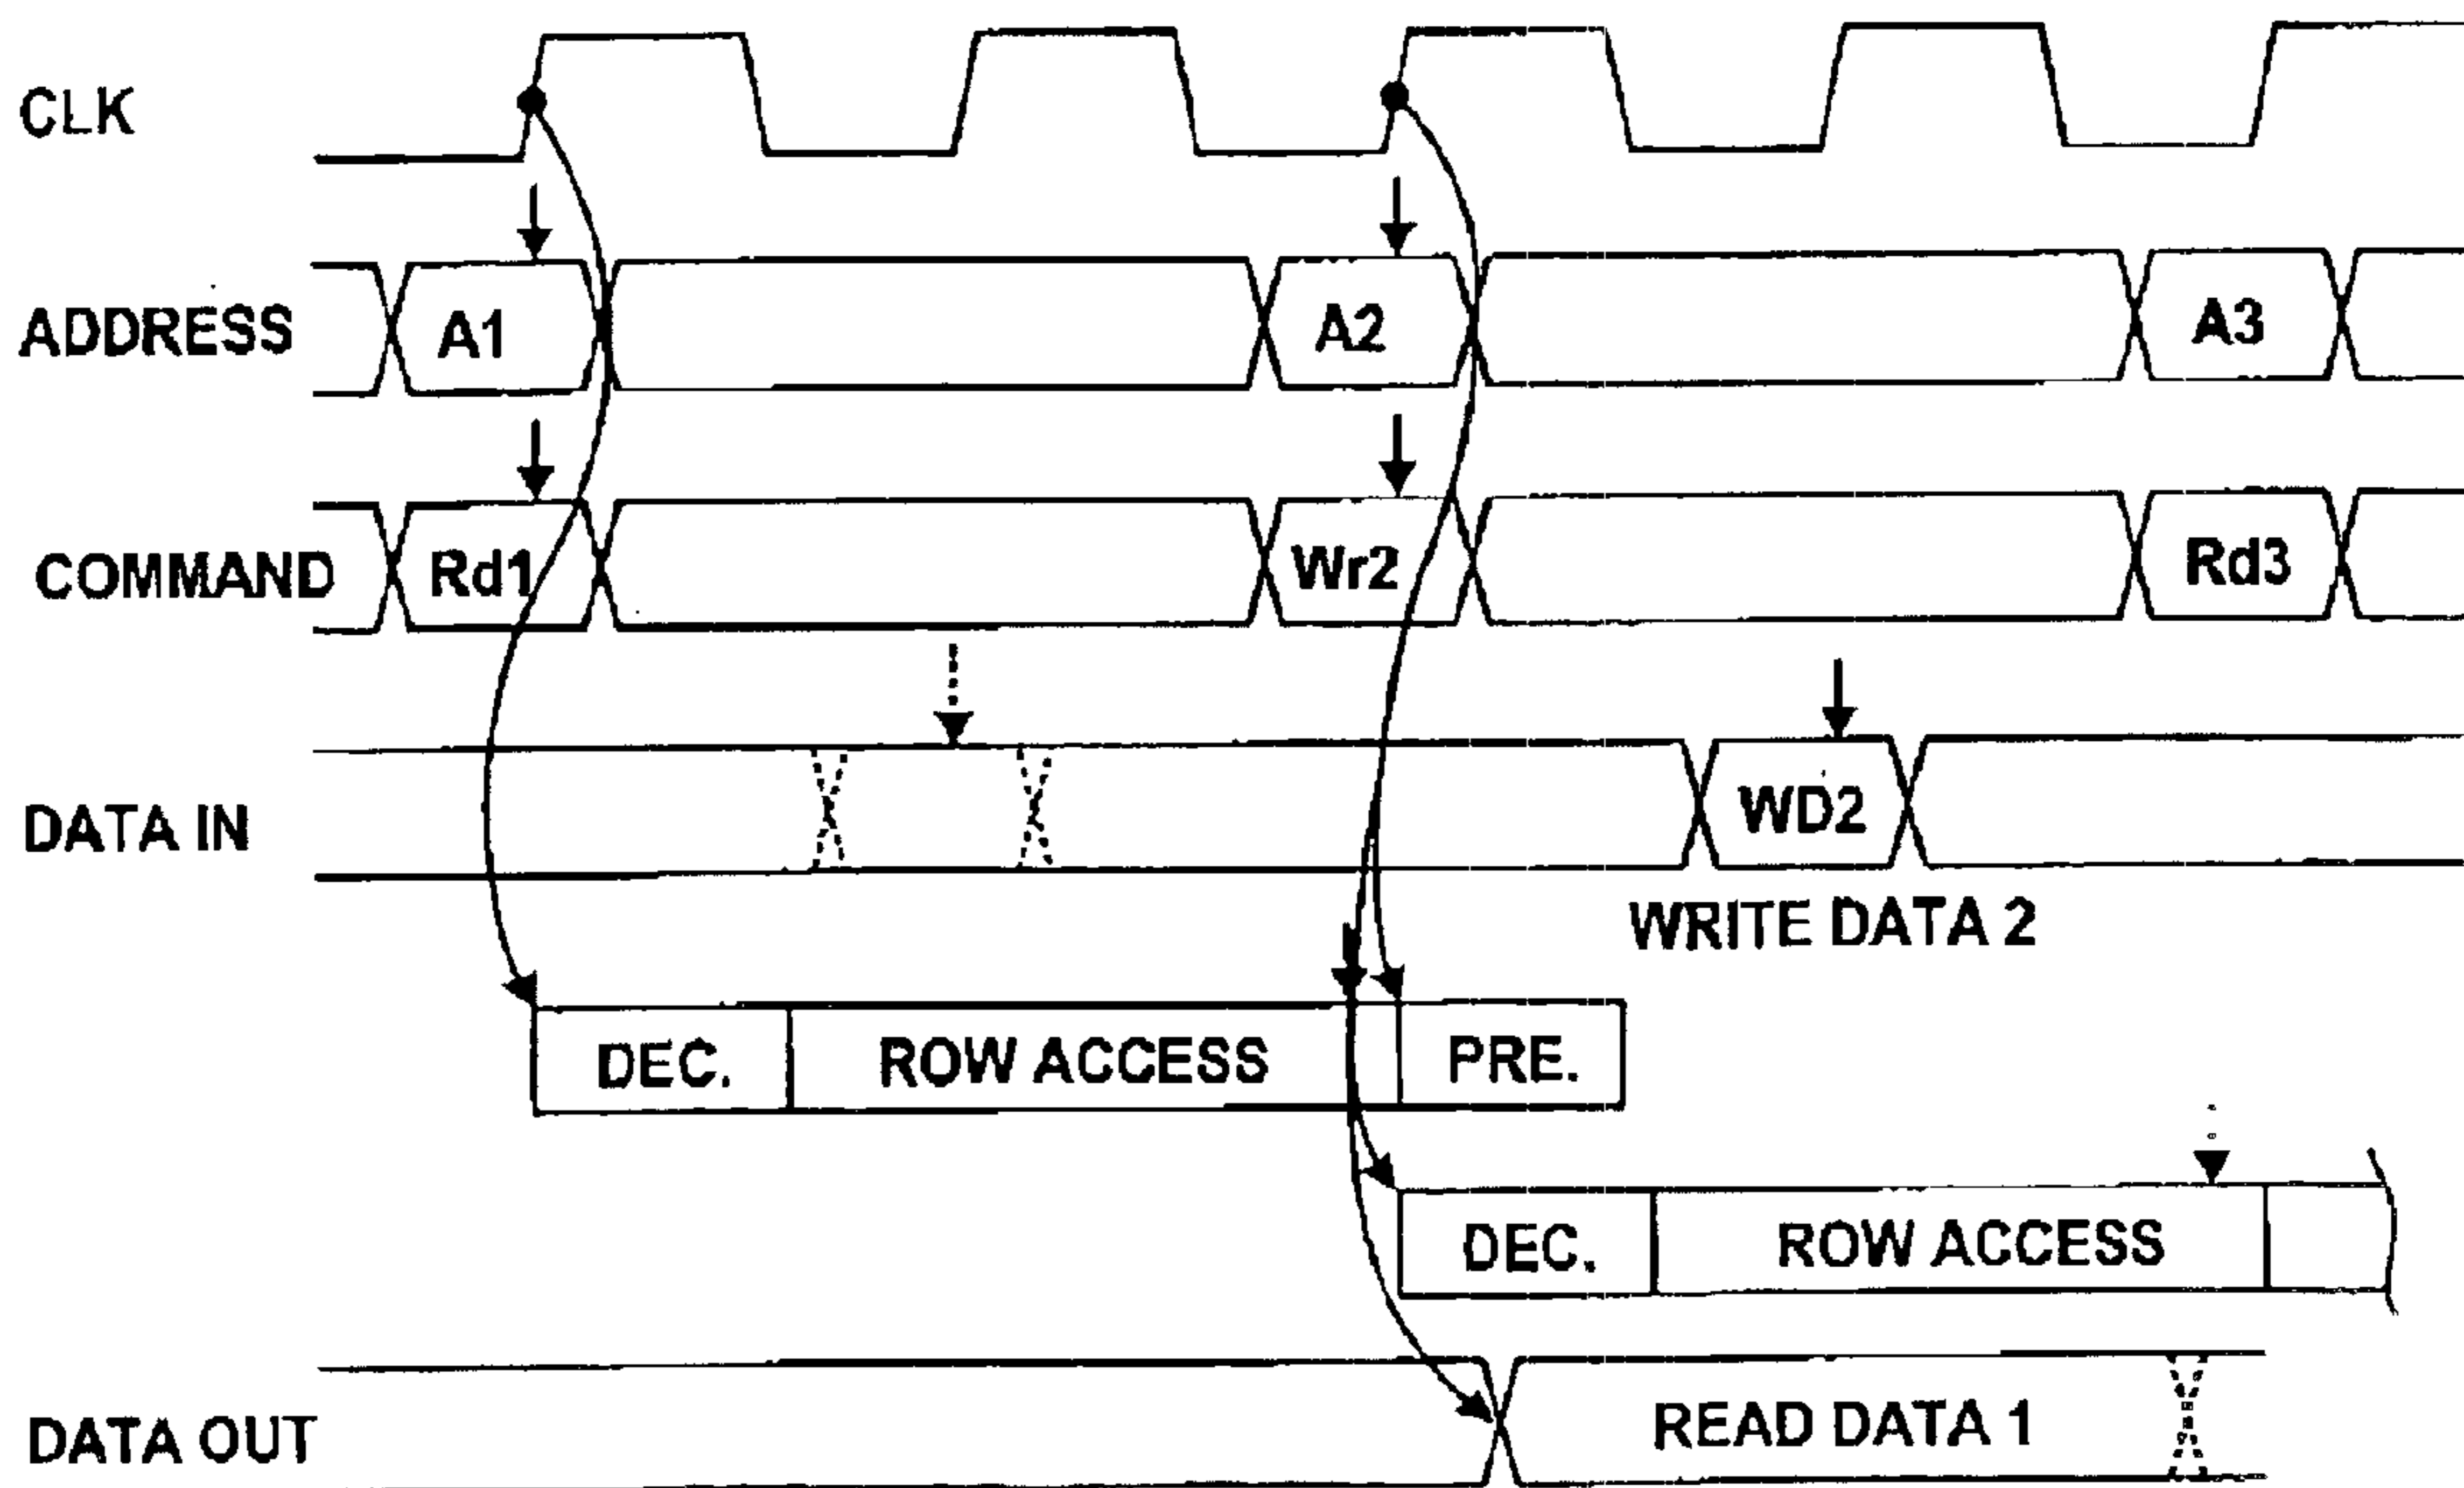 CLK
ADDRESS A1 A2 A3
COMMAND Rd1 Wr2 Rd3
DATA IN WD2
WRITE DATA 2
DEC. ROW ACCESS PRE.
DEC. ROW ACCESS
DATA OUT READ DATA 1